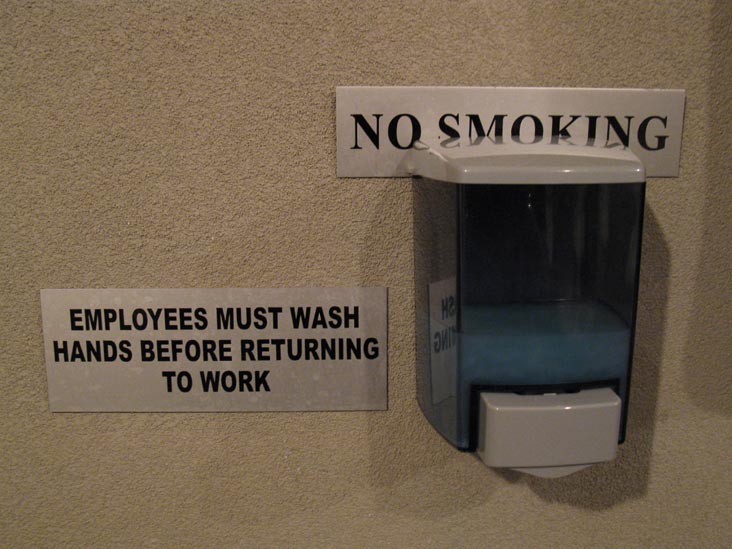 NO SMOKING
EMPLOYEES MUST WASH
HANDS BEFORE RETURNING
TO WORK